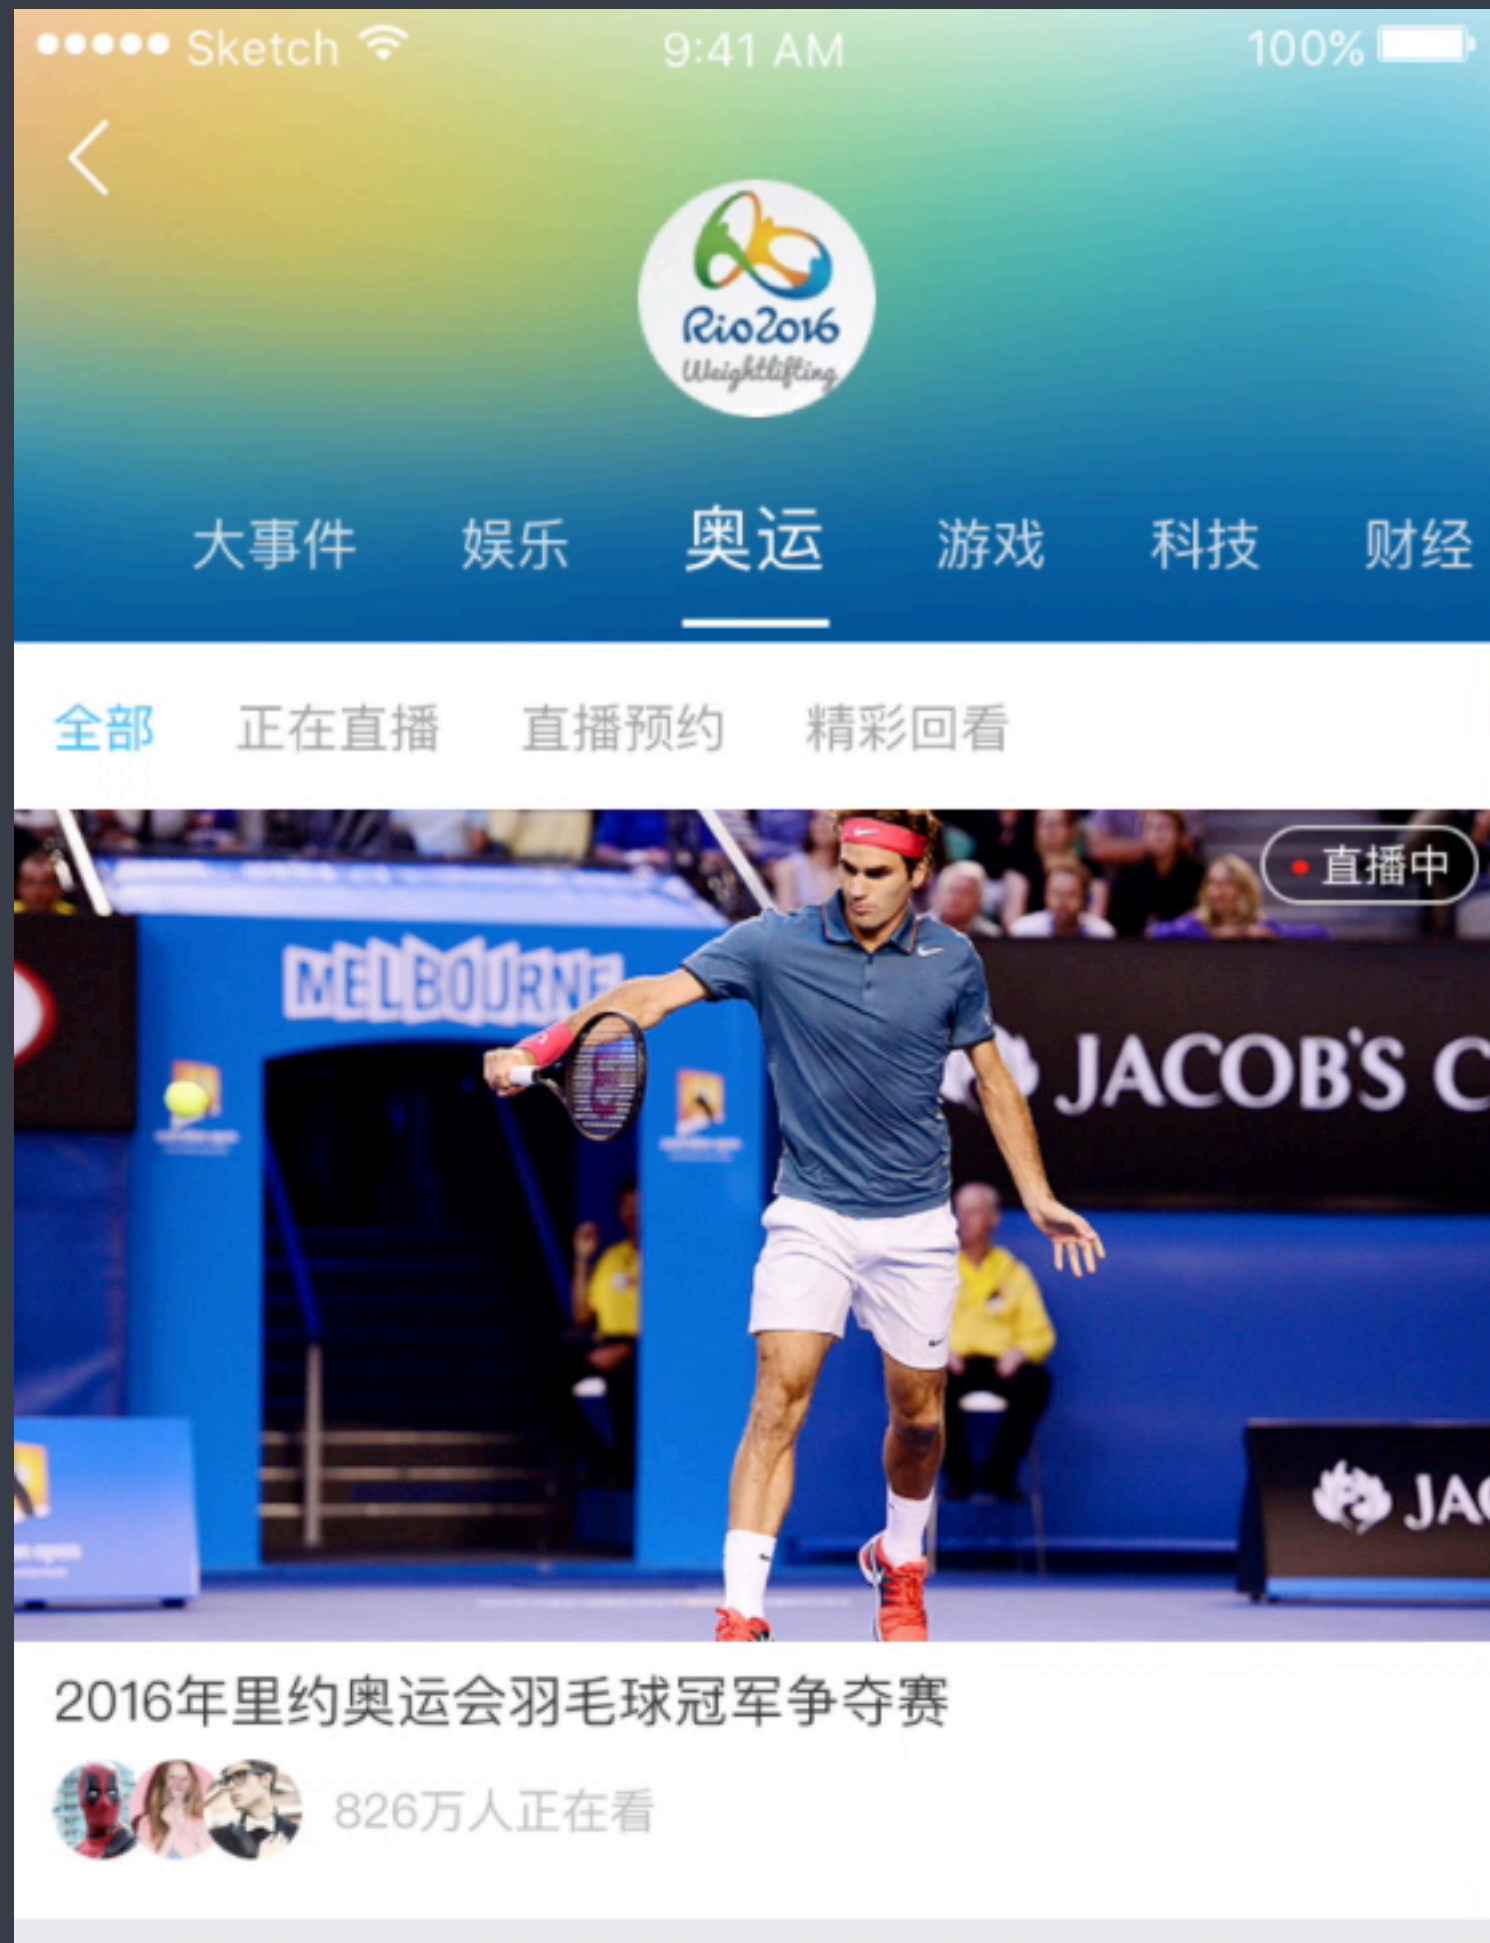 Sketch 9:41 AM 100%
Rio2016
Weightlifting
大事件 娱乐 奥运 游戏 科技 财经
全部 正在直播 直播预约 精彩回看
直播中
MELBOURNE
JACOB'S C
JAC
2016年里约奥运会羽毛球冠军争夺赛
826万人正在看